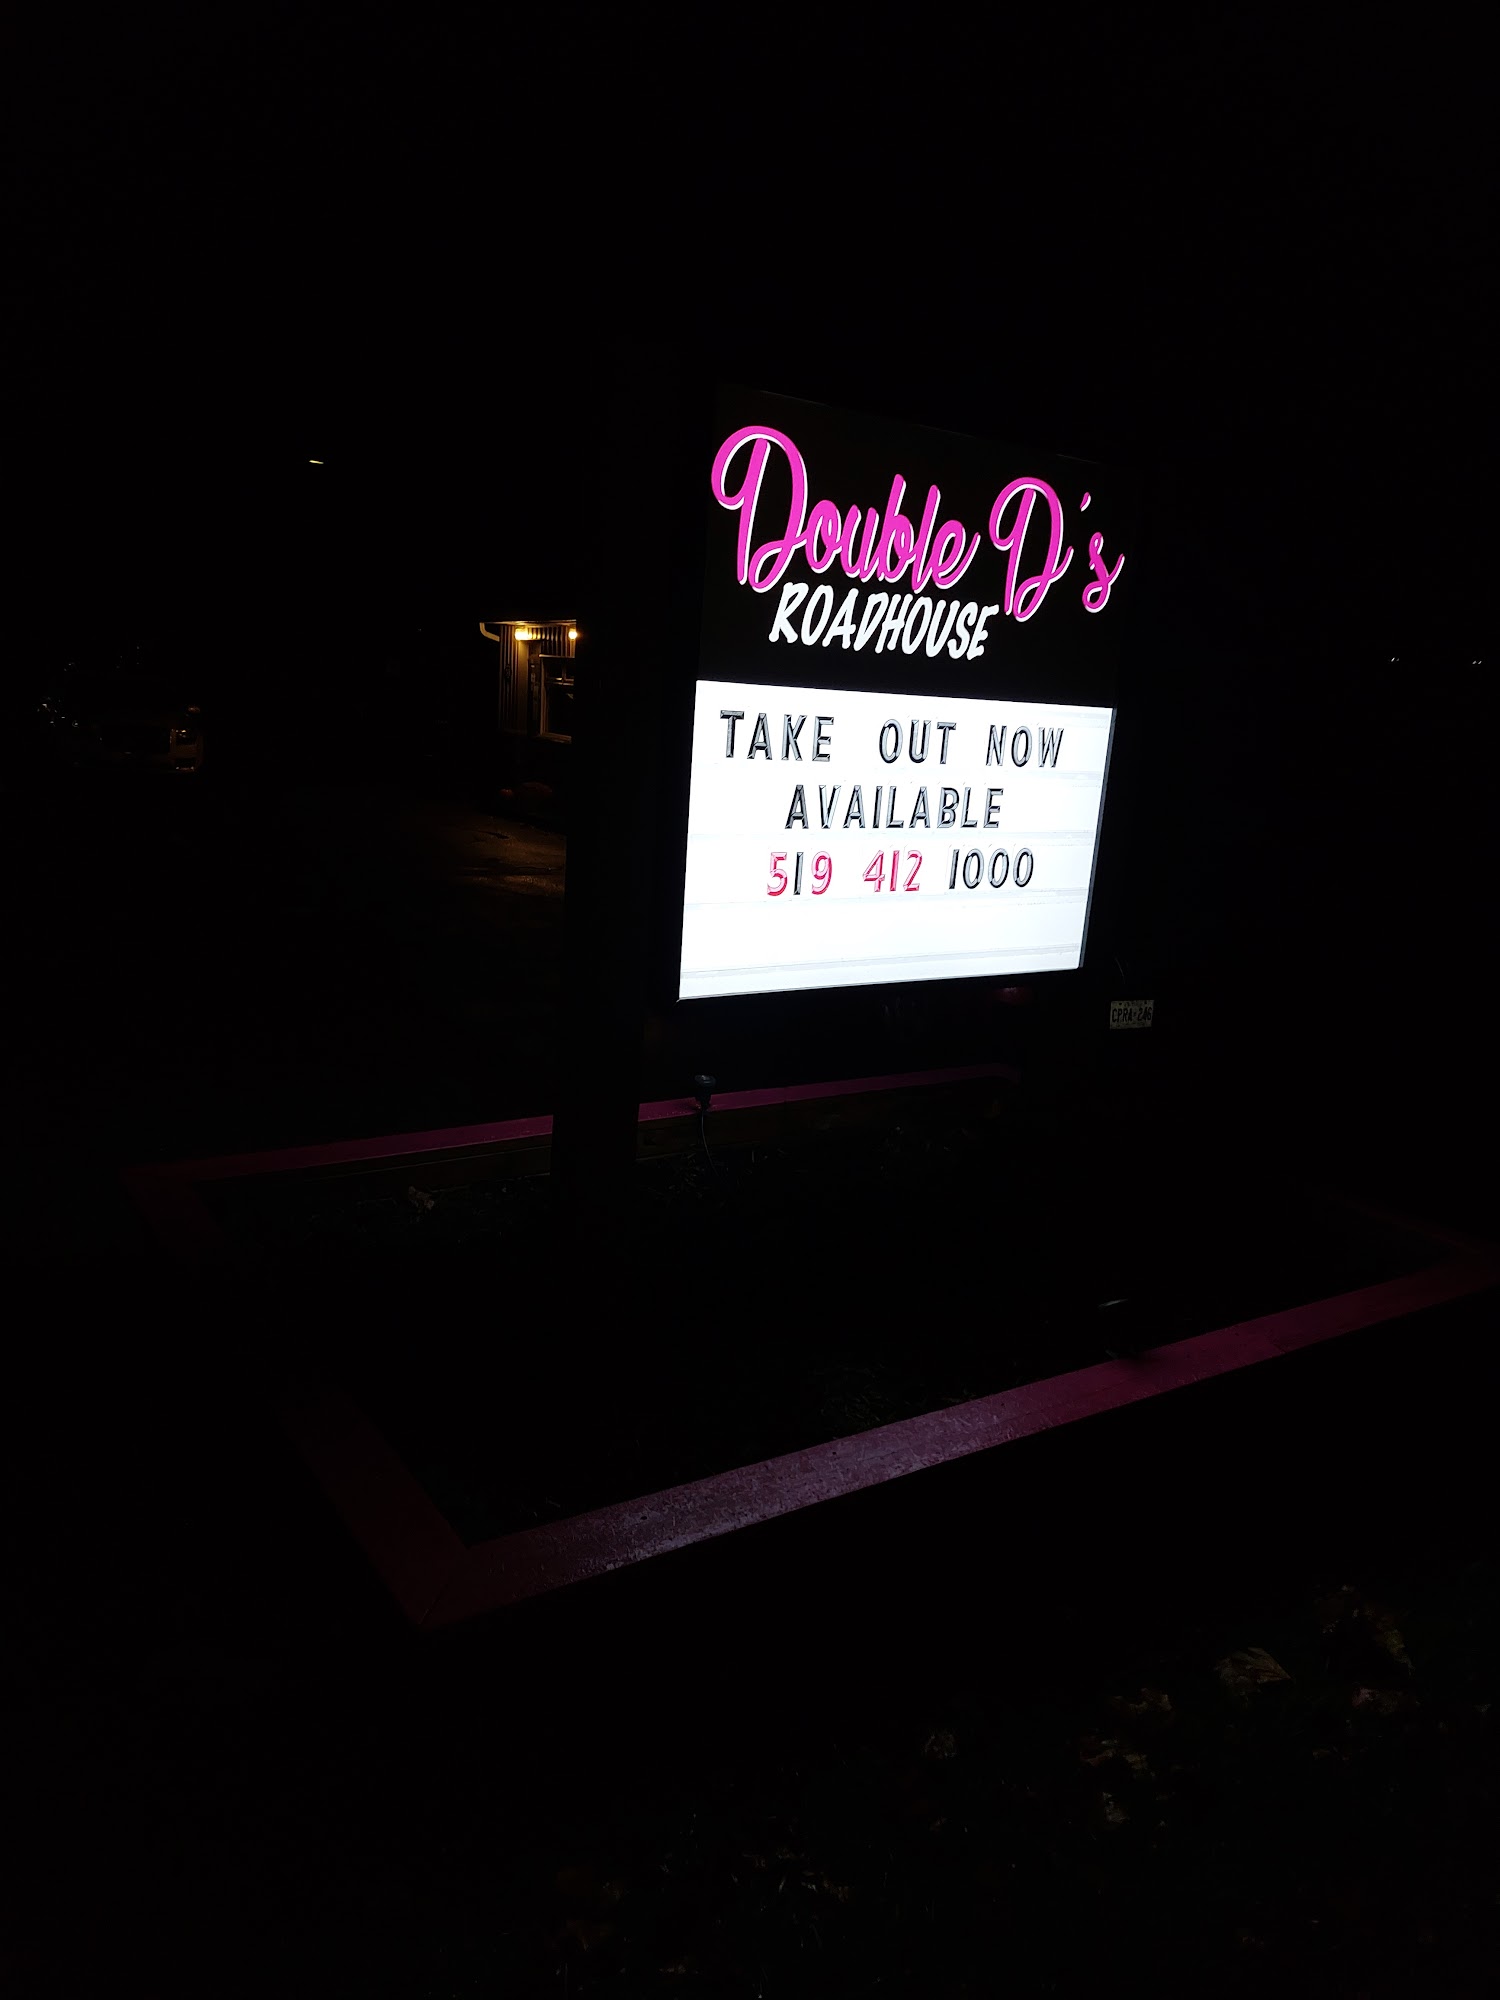 Double D's
ROADHOUSE
TAKE OUT NOW
AVAILABLE
519 412 1000